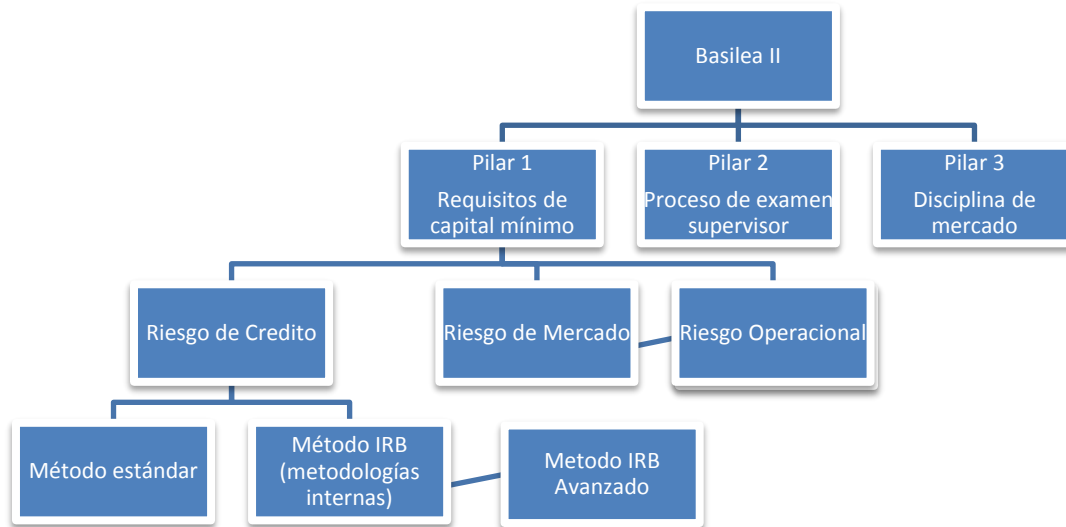 Basilea II
Pilar 1
Requisitos de
capital mínimo
Pilar 2
Proceso de examen
supervisor
Pilar 3
Disciplina de
mercado
Riesgo de Credito
Riesgo de Mercado
Riesgo Operacional
Método estándar
Método IRB
(metodologías
internas)
Metodo IRB
Avanzado